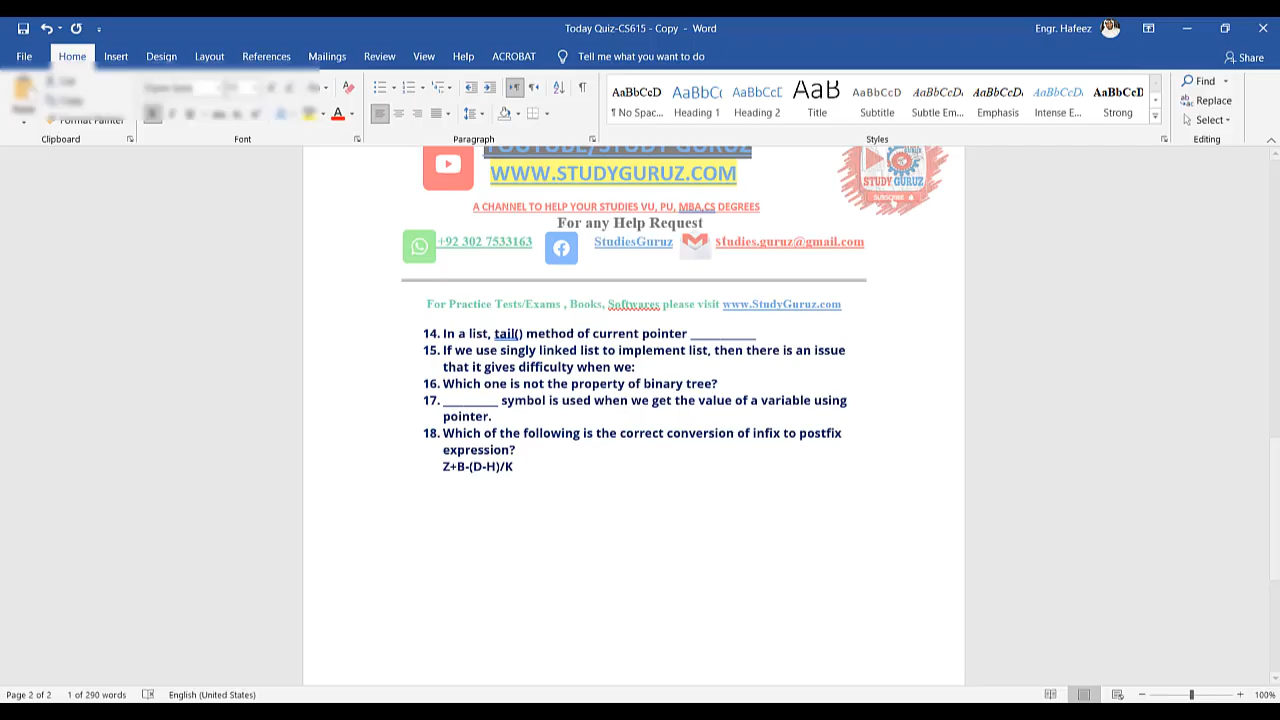 Today Quiz-CS615 - Copy - Word
Engr. Hafeez
File Home Insert Design Layout References Mailings Review View Help ACROBAT Tell me what you want to do
Share
AaBbCcD AaBbC( AaBbCcE AaB AaBbCcD AaBbCcD AaBbCcD AaBbCcD AaBbCcD
¶ No Spac... Heading 1 Heading 2 Title Subtitle Subtle Em... Emphasis Intense E... Strong
Find
Replace
Select
Format Painter
Clipboard Font Paragraph Styles Editing
YOUTUBE/STUDY GURUZ
WWW.STUDYGURUZ.COM
STUDY GURUZ
SUBSCRIBE
A CHANNEL TO HELP YOUR STUDIES VU, PU, MBA,CS DEGREES
For any Help Request
+92 302 7533163 StudiesGuruz studies.guruz@gmail.com
For Practice Tests/Exams , Books, Softwares please visit www.StudyGuruz.com
14. In a list, tail() method of current pointer __________
15. If we use singly linked list to implement list, then there is an issue
that it gives difficulty when we:
16. Which one is not the property of binary tree?
17. _________ symbol is used when we get the value of a variable using
pointer.
18. Which of the following is the correct conversion of infix to postfix
expression?
Z+B-(D-H)/K
Page 2 of 2 1 of 290 words English (United States) 100%